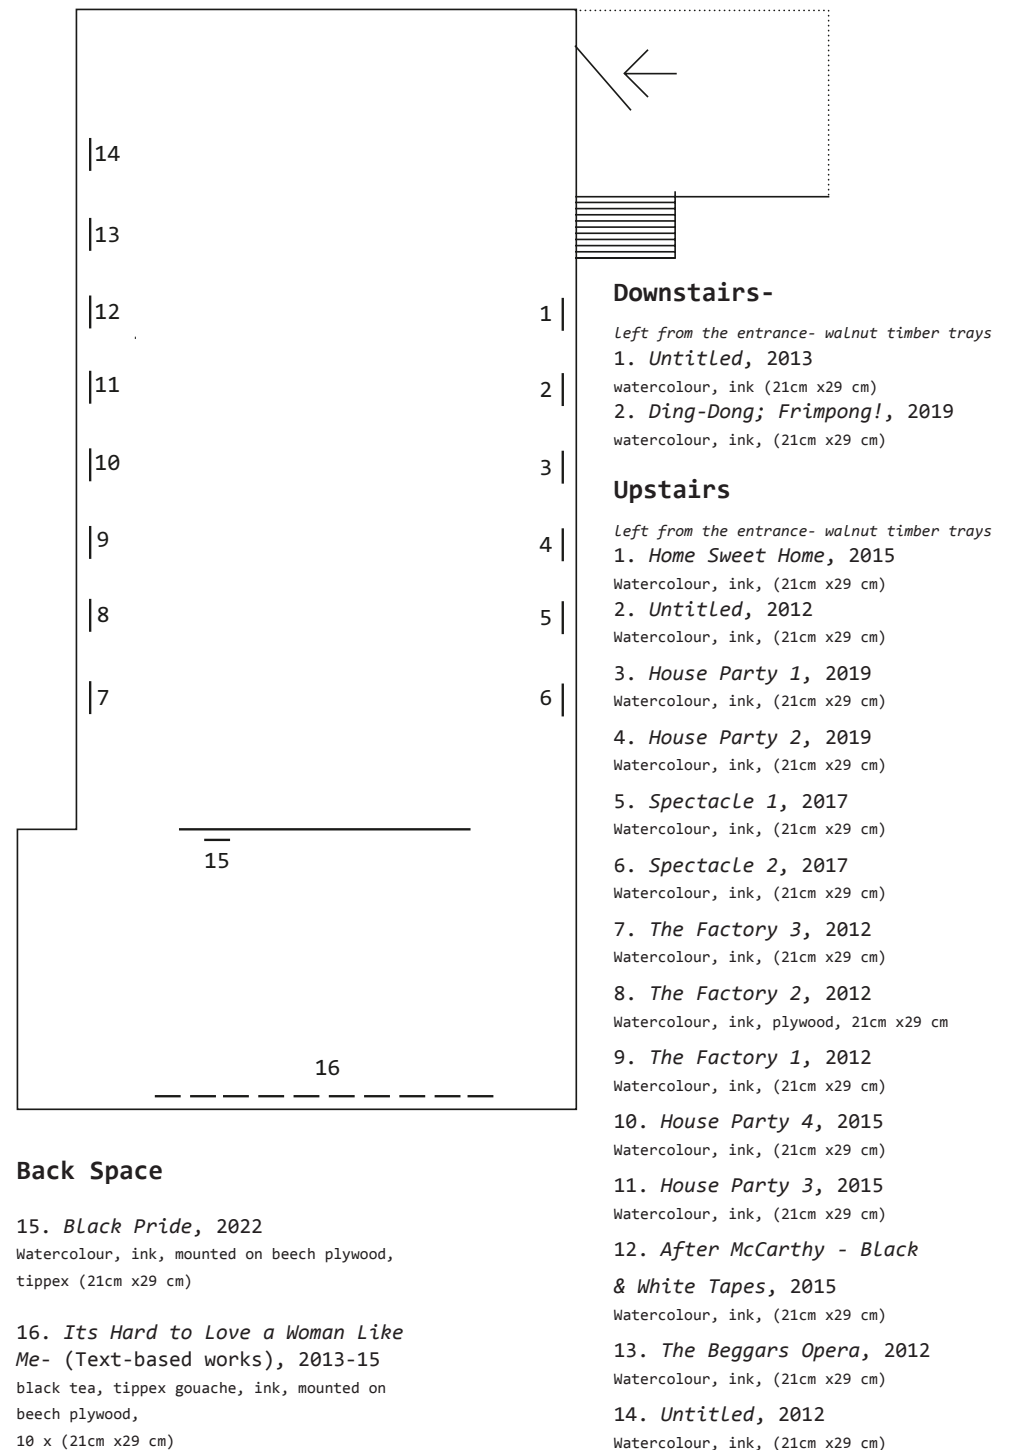 14
13
12
11
10
9
8
7
1
2
3
4
5
6
15
16
Downstairs-
left from the entrance- walnut timber trays
1. Untitled, 2013
watercolour, ink (21cm x29 cm)
2. Ding-Dong; Frimpong!, 2019
watercolour, ink, (21cm x29 cm)
Upstairs
left from the entrance- walnut timber trays
1. Home Sweet Home, 2015
Watercolour, ink, (21cm x29 cm)
2. Untitled, 2012
Watercolour, ink, (21cm x29 cm)
3. House Party 1, 2019
Watercolour, ink, (21cm x29 cm)
4. House Party 2, 2019
Watercolour, ink, (21cm x29 cm)
5. Spectacle 1, 2017
Watercolour, ink, (21cm x29 cm)
6. Spectacle 2, 2017
Watercolour, ink, (21cm x29 cm)
7. The Factory 3, 2012
Watercolour, ink, (21cm x29 cm)
8. The Factory 2, 2012
Watercolour, ink, plywood, 21cm x29 cm
9. The Factory 1, 2012
Watercolour, ink, (21cm x29 cm)
10. House Party 4, 2015
Watercolour, ink, (21cm x29 cm)
11. House Party 3, 2015
Watercolour, ink, (21cm x29 cm)
12. After McCarthy - Black
& White Tapes, 2015
Watercolour, ink, (21cm x29 cm)
13. The Beggars Opera, 2012
Watercolour, ink, (21cm x29 cm)
14. Untitled, 2012
Watercolour, ink, (21cm x29 cm)
Back Space
15. Black Pride, 2022
Watercolour, ink, mounted on beech plywood,
tippex (21cm x29 cm)
16. Its Hard to Love a Woman Like
Me- (Text-based works), 2013-15
black tea, tippex gouache, ink, mounted on
beech plywood,
10 x (21cm x29 cm)